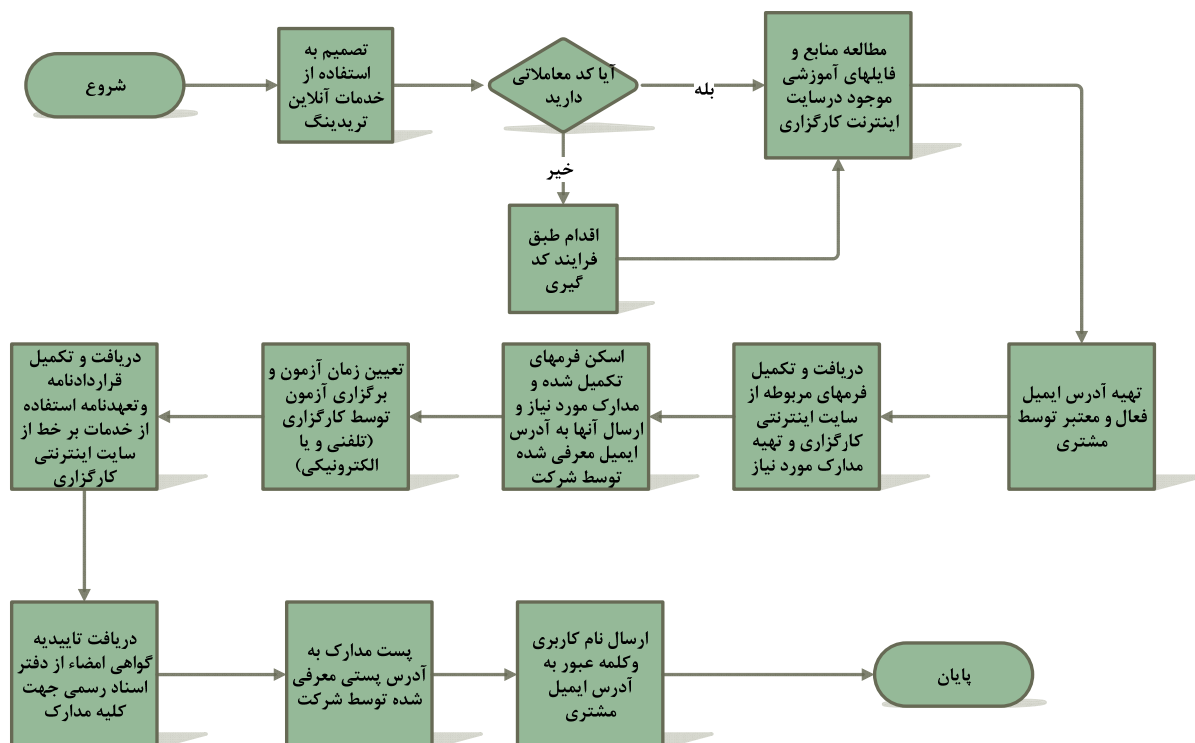 شروع
تصمیم به
استفاده از
خدمات آنلاین
تریدینگ
آیا کد معاملاتی
دارید
بله
خیر
اقدام طبق
فرایند کد
گیری
مطالعه منابع و
فایلهای آموزشی
موجود درسایت
اینترنت کارگزاری
تهیه آدرس ایمیل
فعال و معتبر توسط
مشتری
دریافت و تکمیل
فرمهای مربوطه از
سایت اینترنتی
کارگزاری و تهیه
مدارک مورد نیاز
اسکن فرمهای
تکمیل شده و
مدارک مورد نیاز و
ارسال آنها به آدرس
ایمیل معرفی شده
توسط شرکت
تعیین زمان آزمون و
برگزاری آزمون
توسط کارگزاری
(تلفنی و یا
الکترونیکی)
دریافت و تکمیل
قراردادنامه
وتعهدنامه استفاده
از خدمات بر خط از
سایت اینترنتی
کارگزاری
دریافت تاییدیه
گواهی امضاء از دفتر
اسناد رسمی جهت
کلیه مدارک
پست مدارک به
آدرس پستی معرفی
شده توسط شرکت
ارسال نام کاربری
وکلمه عبور به
آدرس ایمیل
مشتری
پایان